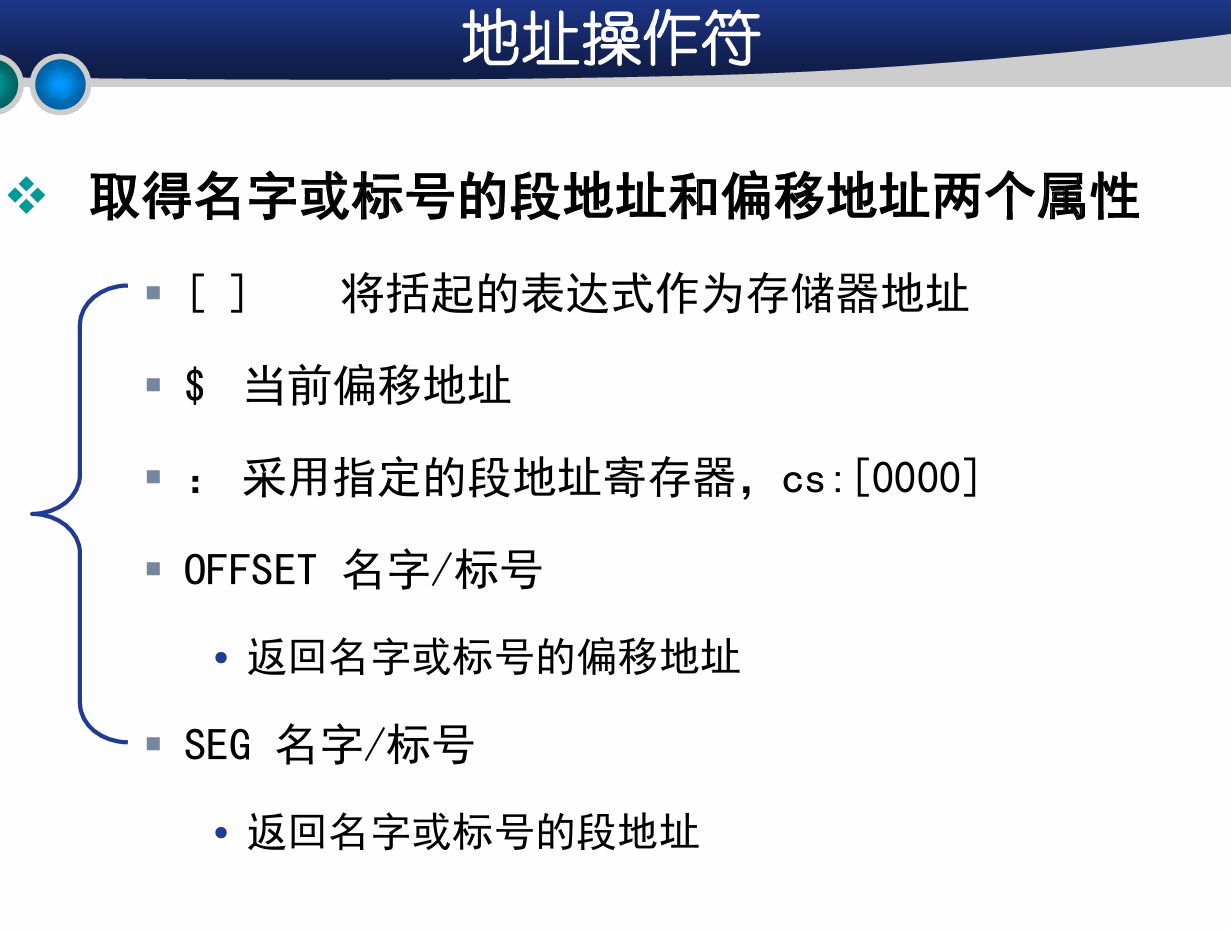 地址操作符
取得名字或标号的段地址和偏移地址两个属性
[ ] 将括起的表达式作为存储器地址
$ 当前偏移地址
: 采用指定的段地址寄存器，cs:[0000]
OFFSET 名字/标号
返回名字或标号的偏移地址
SEG 名字/标号
返回名字或标号的段地址